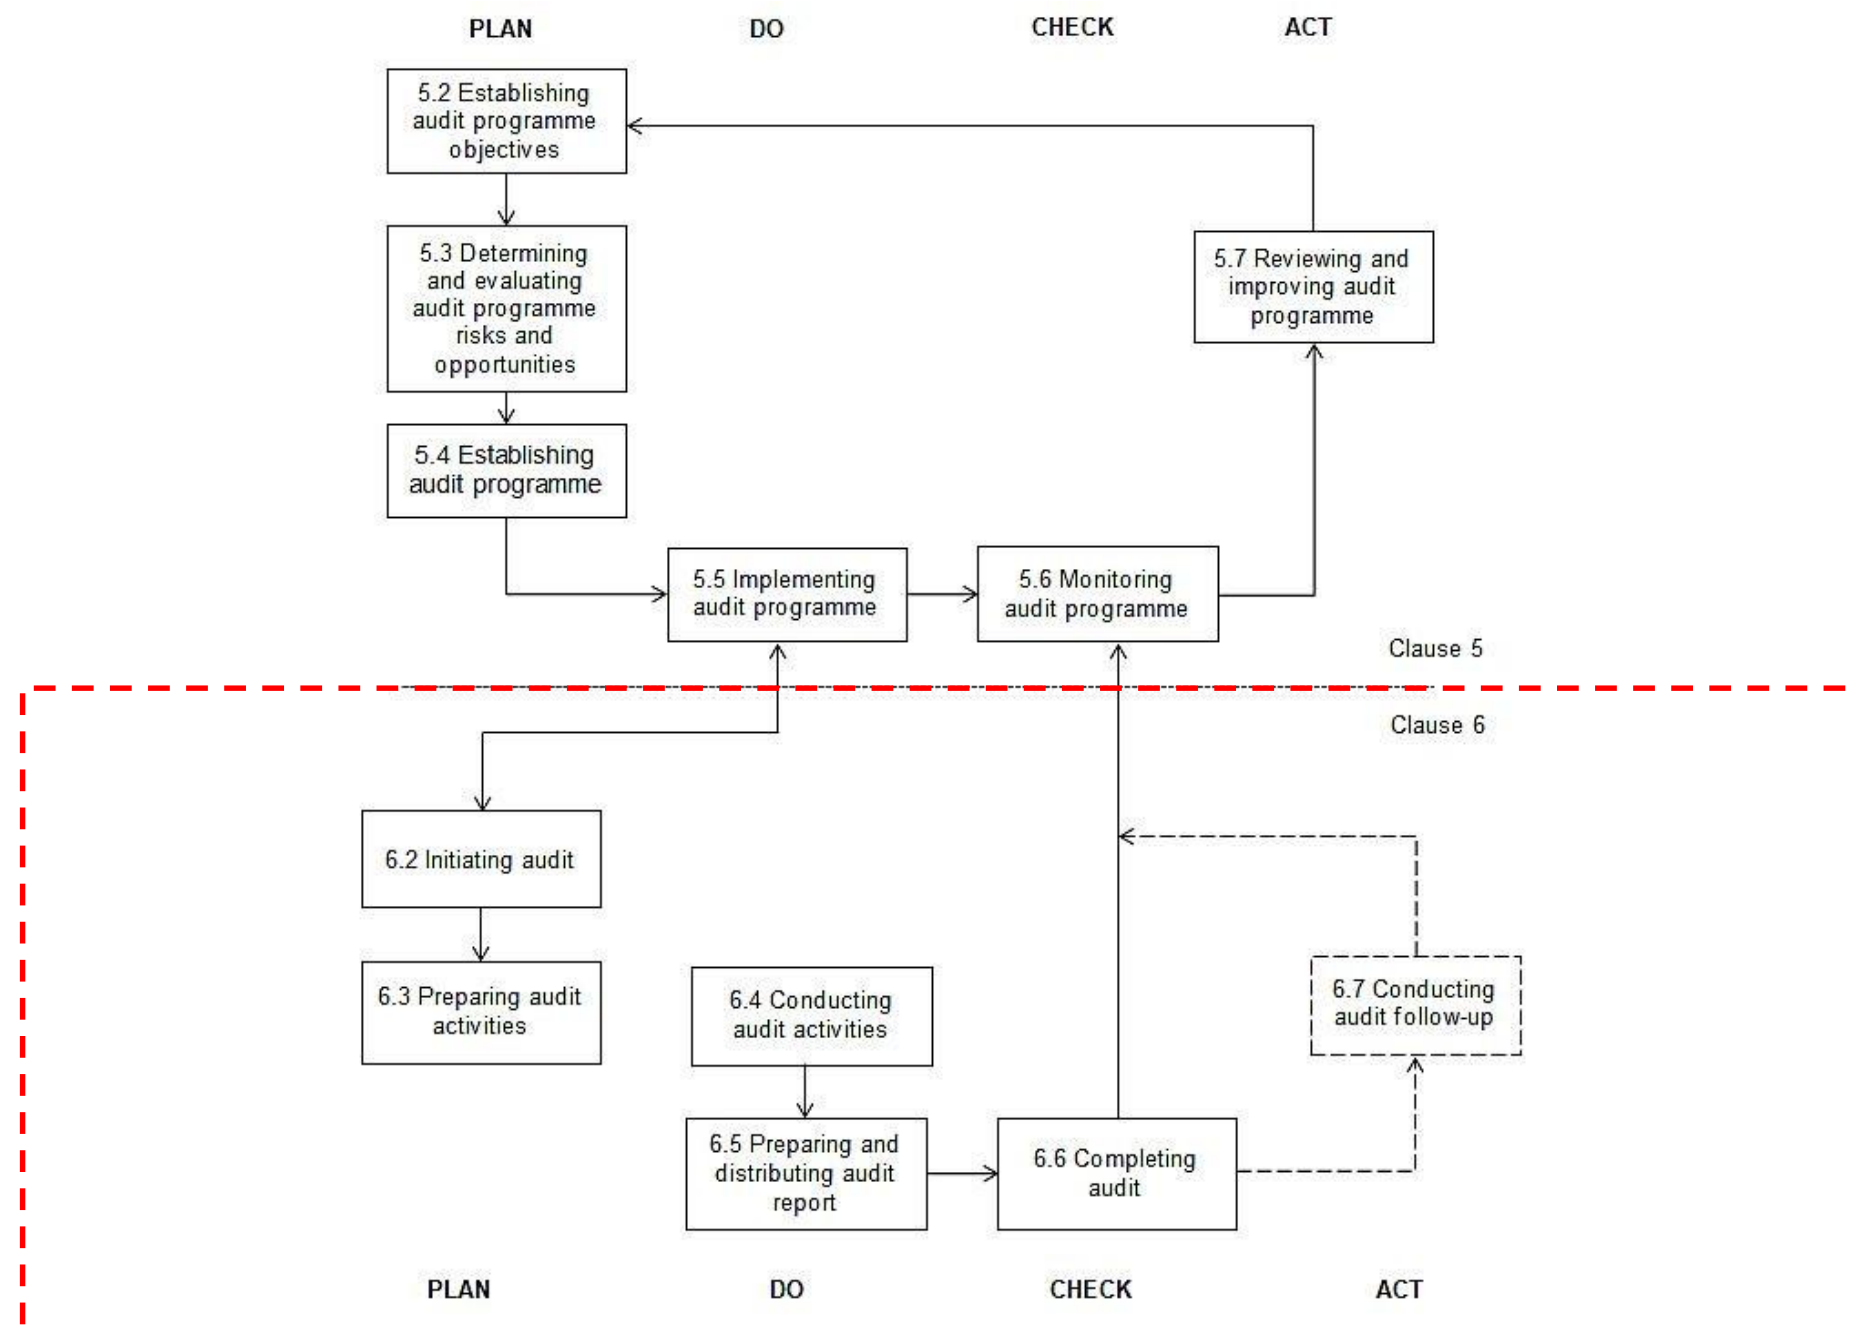 PLAN
DO
CHECK
ACT
5.2 Establishing
audit programme
objectives
5.3 Determining
and evaluating
audit programme
risks and
opportunities
5.7 Reviewing and
improving audit
programme
5.4 Establishing
audit programme
5.5 Implementing
audit programme
5.6 Monitoring
audit programme
Clause 5
Clause 6
6.2 Initiating audit
6.3 Preparing audit
activities
6.4 Conducting
audit activities
6.7 Conducting
audit follow-up
6.5 Preparing and
distributing audit
report
6.6 Completing
audit
PLAN
DO
CHECK
ACT